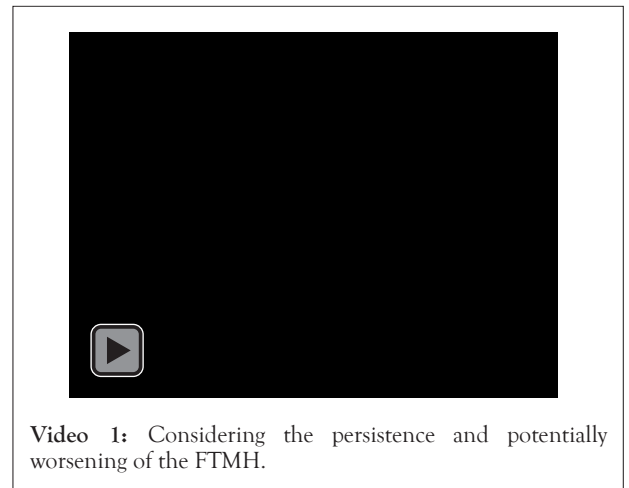 Video 1: Considering the persistence and potentially
worsening of the FTMH.